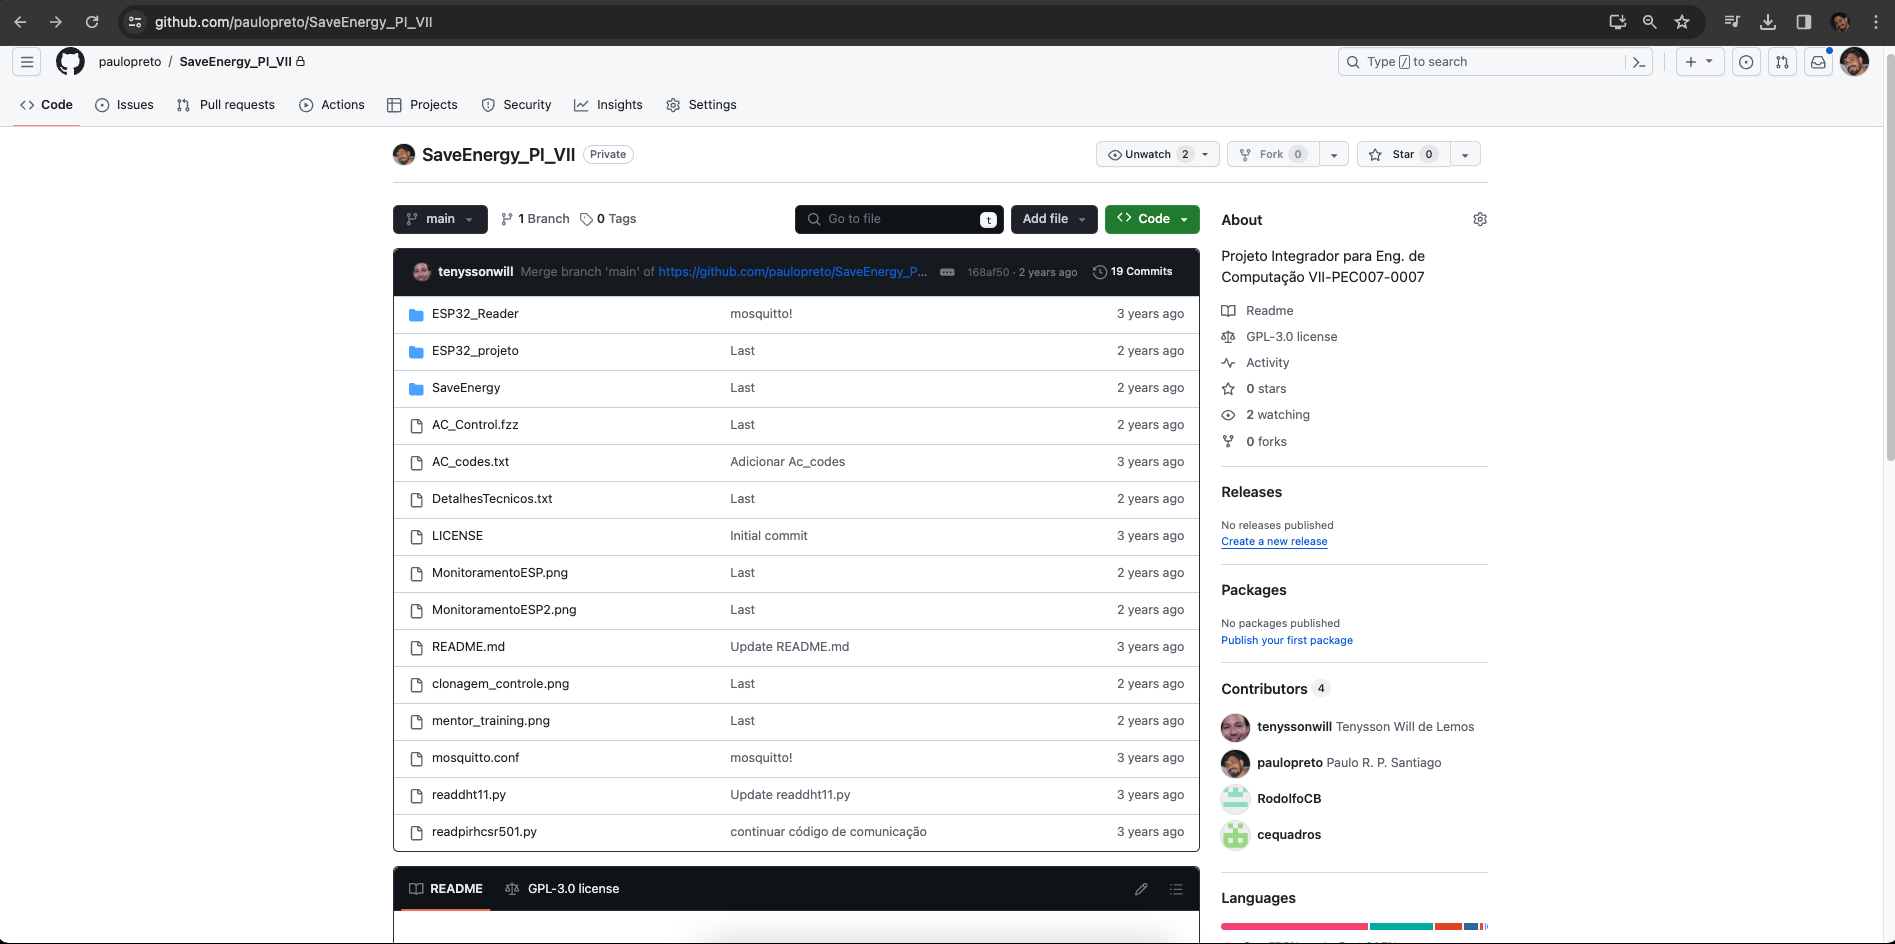 github.com/paulopreto/SaveEnergy_PI_VII
paulopreto / SaveEnergy_PI_VII
Type / to search
Code Issues Pull requests Actions Projects Security Insights Settings
SaveEnergy_PI_VII Private
Unwatch 2 Fork 0 Star 0
main 1 Branch 0 Tags
Go to file t Add file Code
tenyssonwill Merge branch 'main' of https://github.com/paulopreto/SaveEnergy_P... 168af50 · 2 years ago 19 Commits
ESP32_Reader mosquitto! 3 years ago
ESP32_projeto Last 2 years ago
SaveEnergy Last 2 years ago
AC_Control.fzz Last 2 years ago
AC_codes.txt Adicionar Ac_codes 3 years ago
DetalhesTecnicos.txt Last 2 years ago
LICENSE Initial commit 3 years ago
MonitoramentoESP.png Last 2 years ago
MonitoramentoESP2.png Last 2 years ago
README.md Update README.md 3 years ago
clonagem_controle.png Last 2 years ago
mentor_training.png Last 2 years ago
mosquitto.conf mosquitto! 3 years ago
readdht11.py Update readdht11.py 3 years ago
readpirhcsr501.py continuar código de comunicação 3 years ago
README GPL-3.0 license
About
Projeto Integrador para Eng. de
Computação VII-PEC007-0007
Readme
GPL-3.0 license
Activity
0 stars
2 watching
0 forks
Releases
No releases published
Create a new release
Packages
No packages published
Publish your first package
Contributors 4
tenyssonwill Tenysson Will de Lemos
paulopreto Paulo R. P. Santiago
RodolfoCB
cequadros
Languages